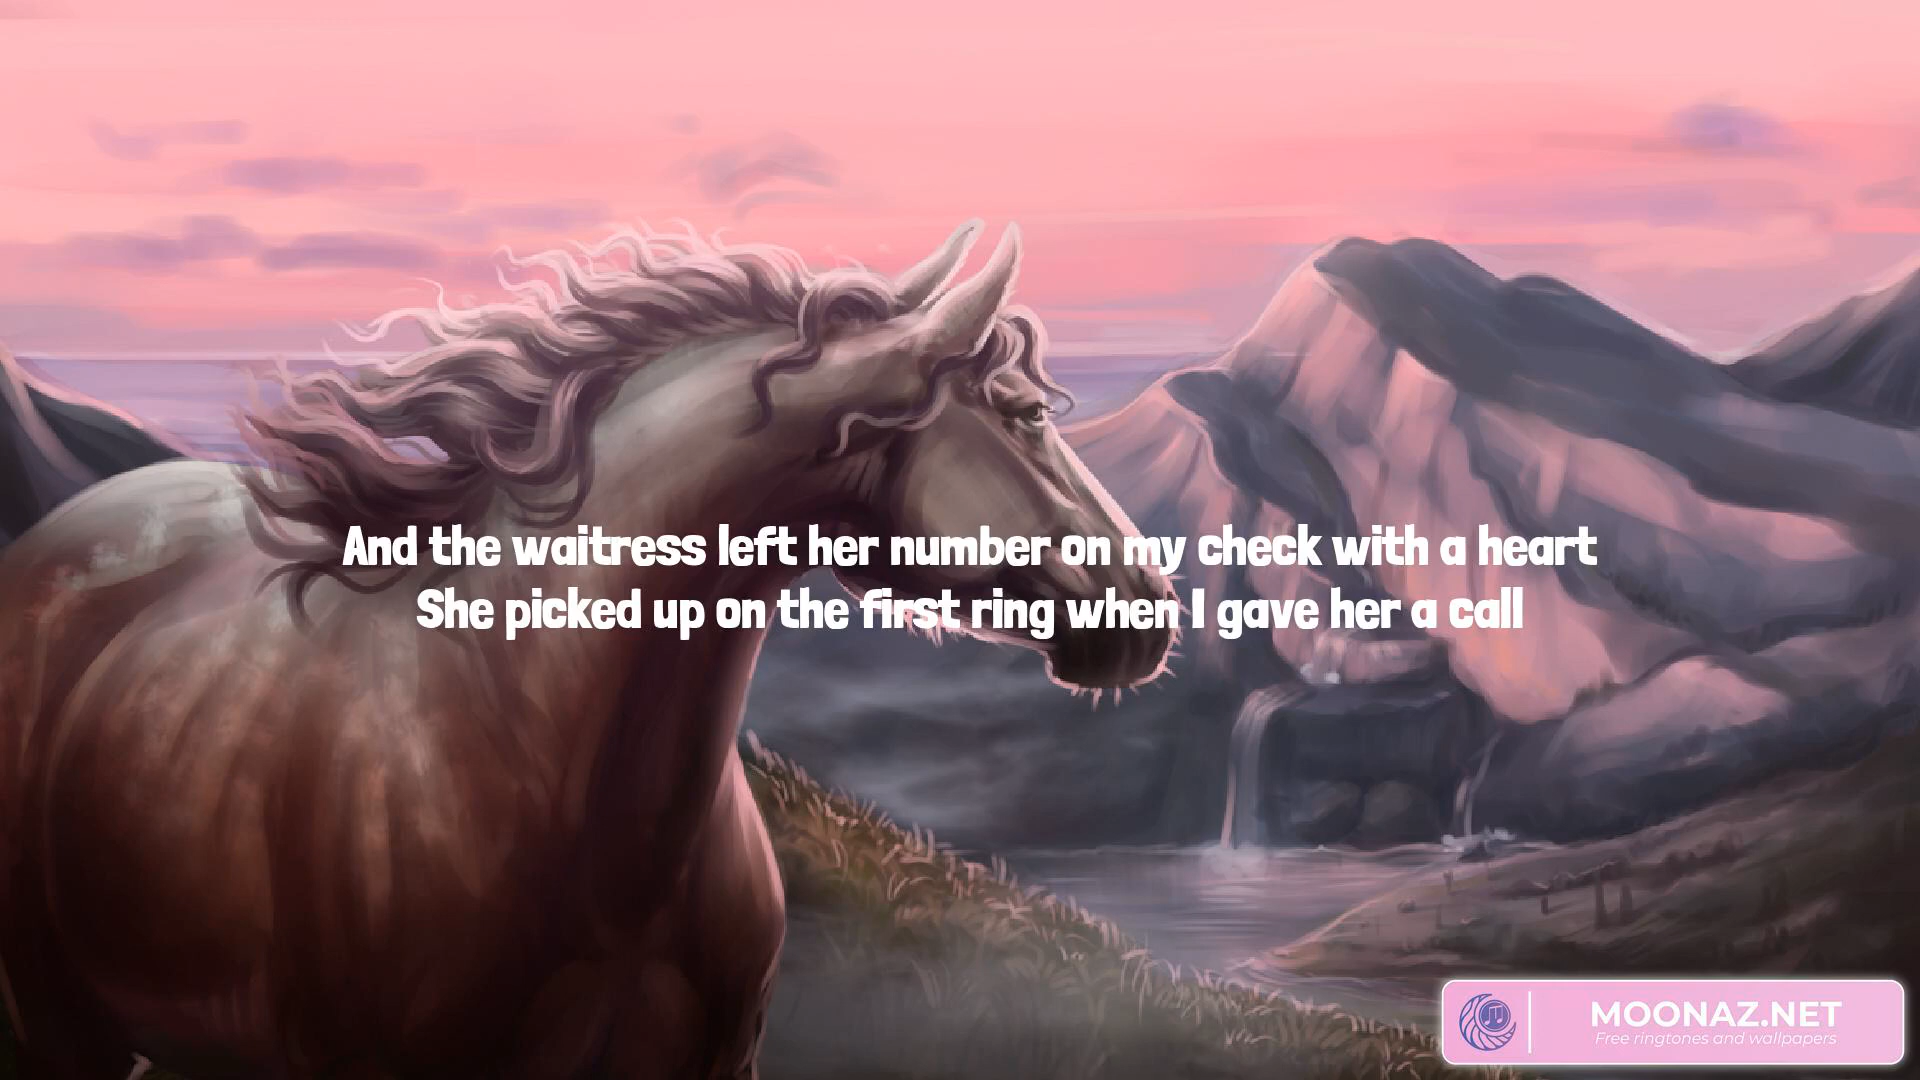 And the waitress left her number on my check with a heart
She picked up on the first ring when I gave her a call
MOONAZ.NET
Free ringtones and wallpapers